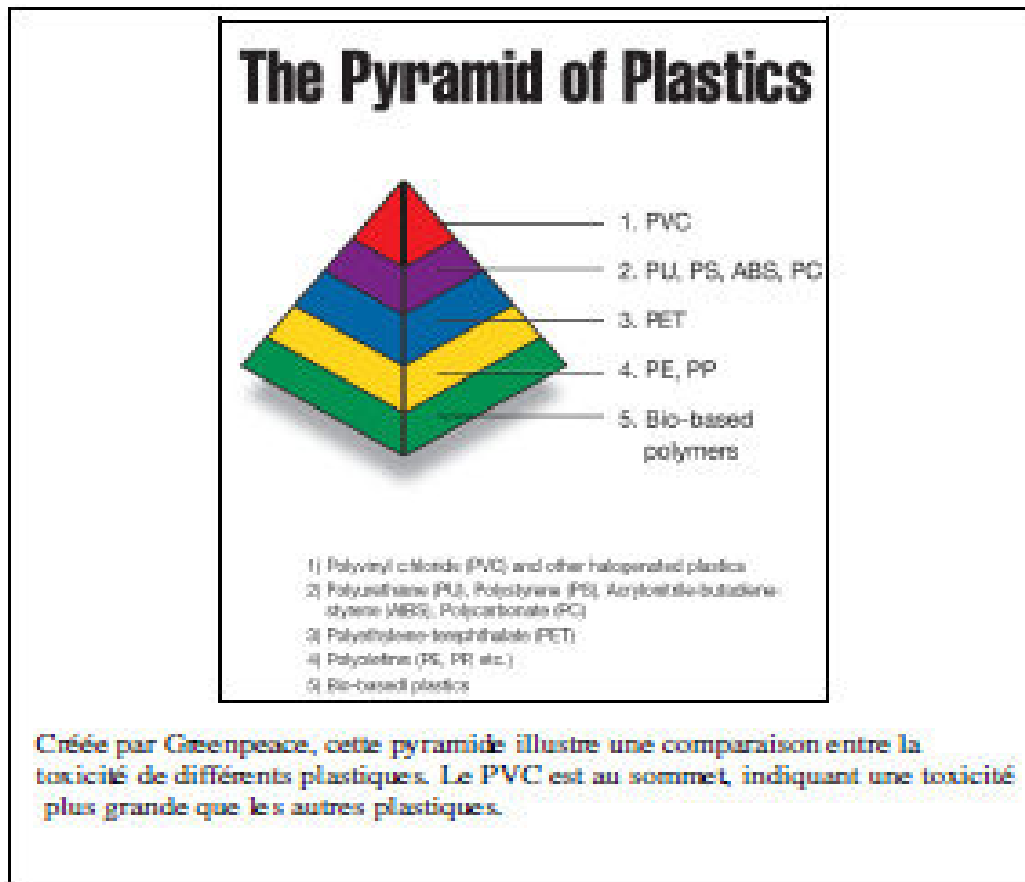 The Pyramid of Plastics
1. PVC
2. PU, PS, ABS, PC
3. PET
4. PE, PP
5. Bio-based
polymers
1) Polyvinyl chloride (PVC) and other halogenated plastics
2) Polyurethane (PU), Polystyrene (PS), Acrylonitrile-butadiene-
styrene (ABS), Polycarbonate (PC)
3) Polyethylene-terephthalate (PET)
4) Polyolefins (PE, PP, etc.)
5) Bio-based plastics
Créée par Greenpeace, cette pyramide illustre une comparaison entre la
toxicité de différents plastiques. Le PVC est au sommet, indiquant une toxicité
plus grande que les autres plastiques.